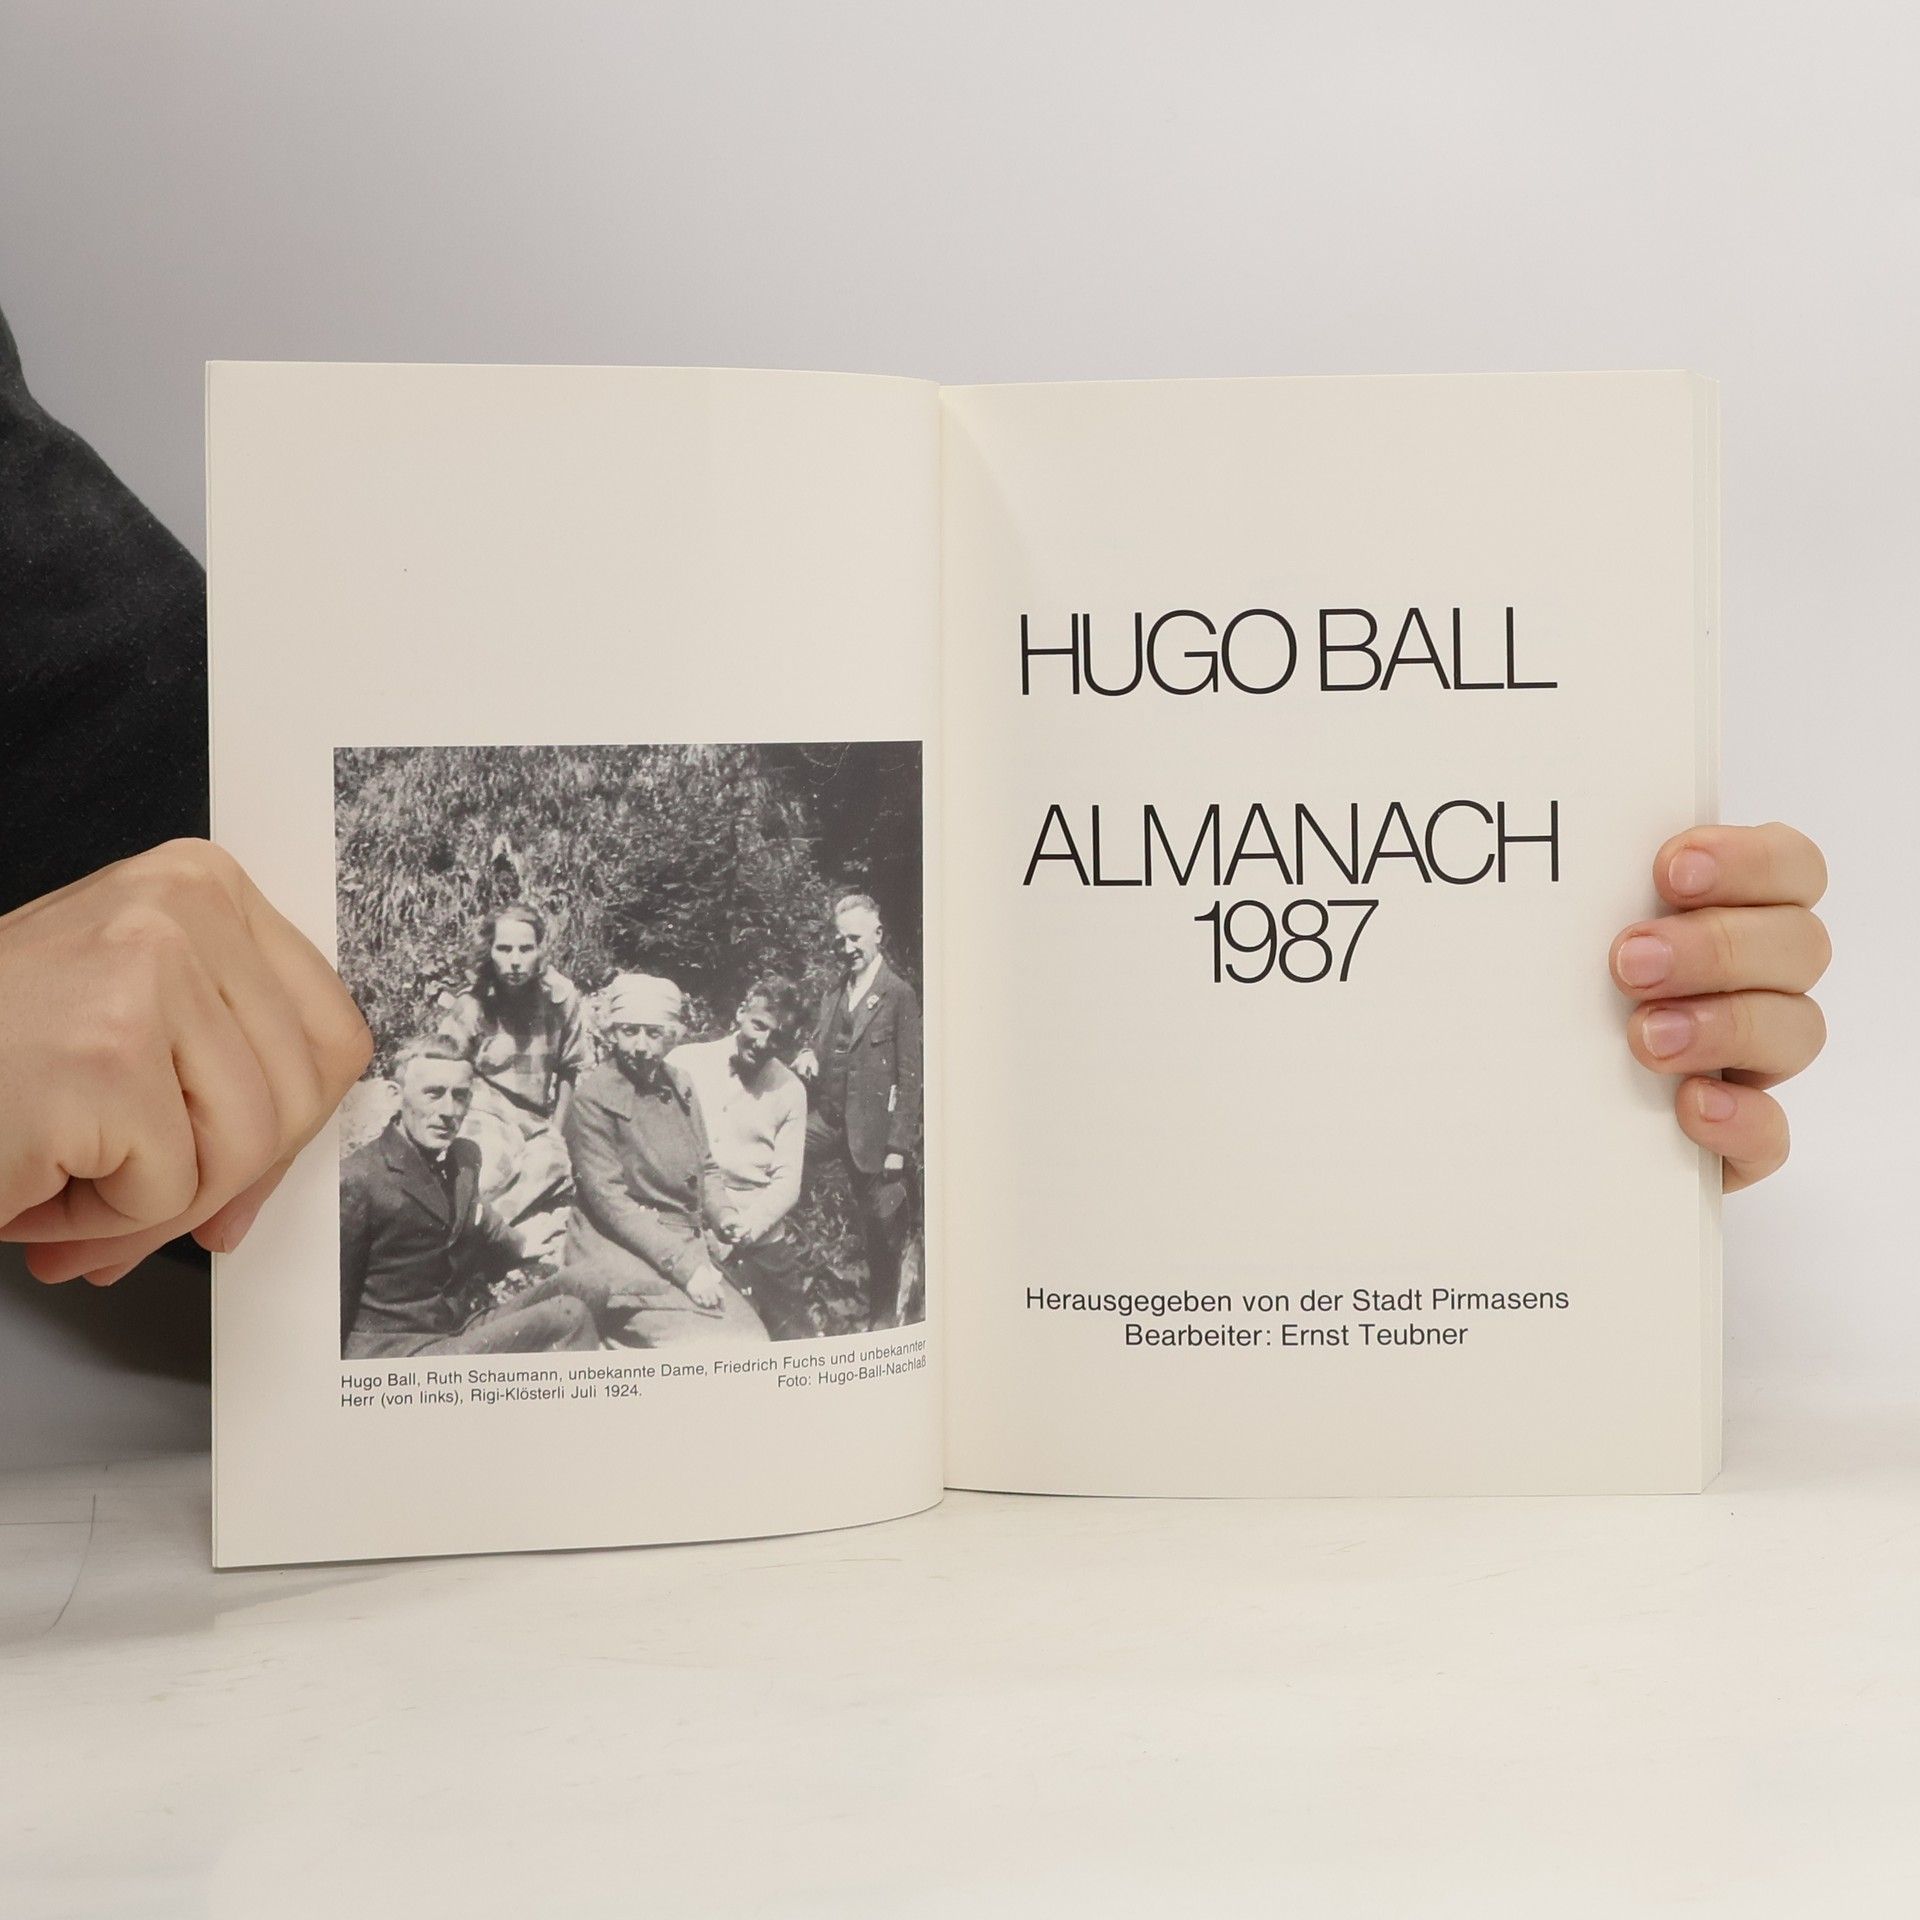 Hugo Ball, Ruth Schaumann, unbekannte Dame, Friedrich Fuchs und unbekannter
Herr (von links), Rigi-Klösterli Juli 1924.
Foto: Hugo-Ball-Nachlaß
HUGO BALL
ALMANACH
1987
Herausgegeben von der Stadt Pirmasens
Bearbeiter: Ernst Teubner